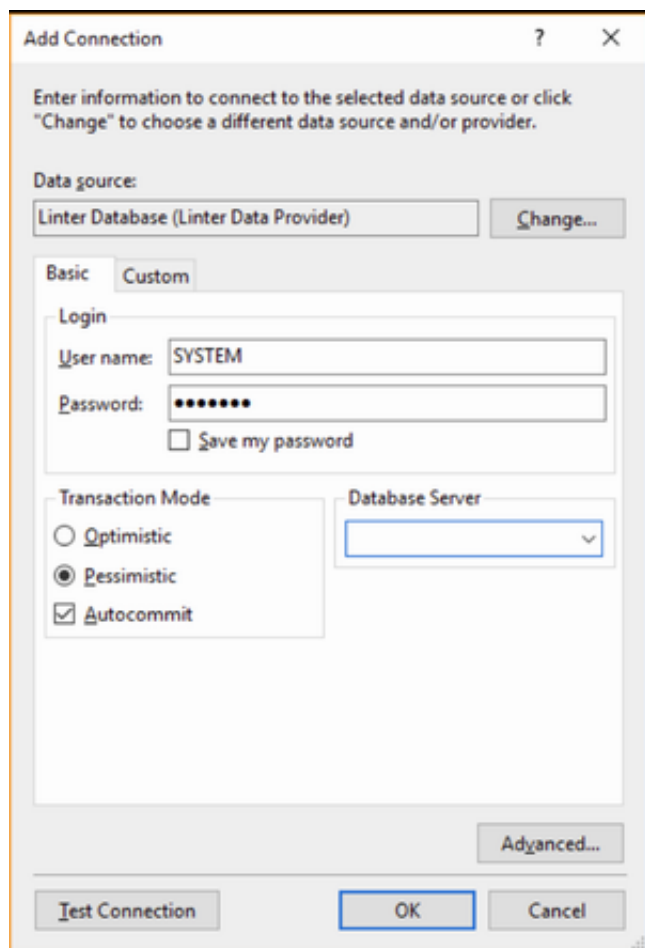 Add Connection
Enter information to connect to the selected data source or click
"Change" to choose a different data source and/or provider.
Data source:
Linter Database (Linter Data Provider)
Change...
Basic
Custom
Login
User name:
SYSTEM
Password:
●●●●●●●
Save my password
Transaction Mode
Database Server
Optimistic
Pessimistic
Autocommit
Advanced...
Test Connection
OK
Cancel